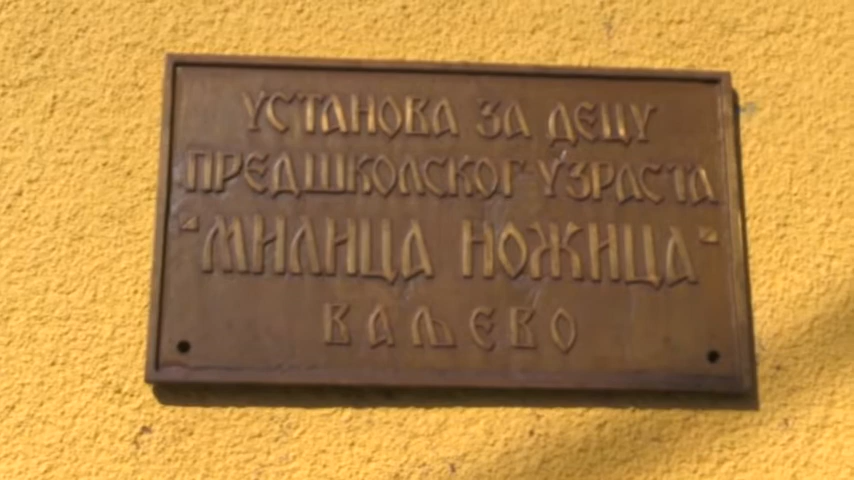 УСТАНОВА ЗА ДЕЦУ
ПРЕДШКОЛСКОГ УЗРАСТА
"МИЛИЦА НОЖИЦА"
ВАЉЕВО